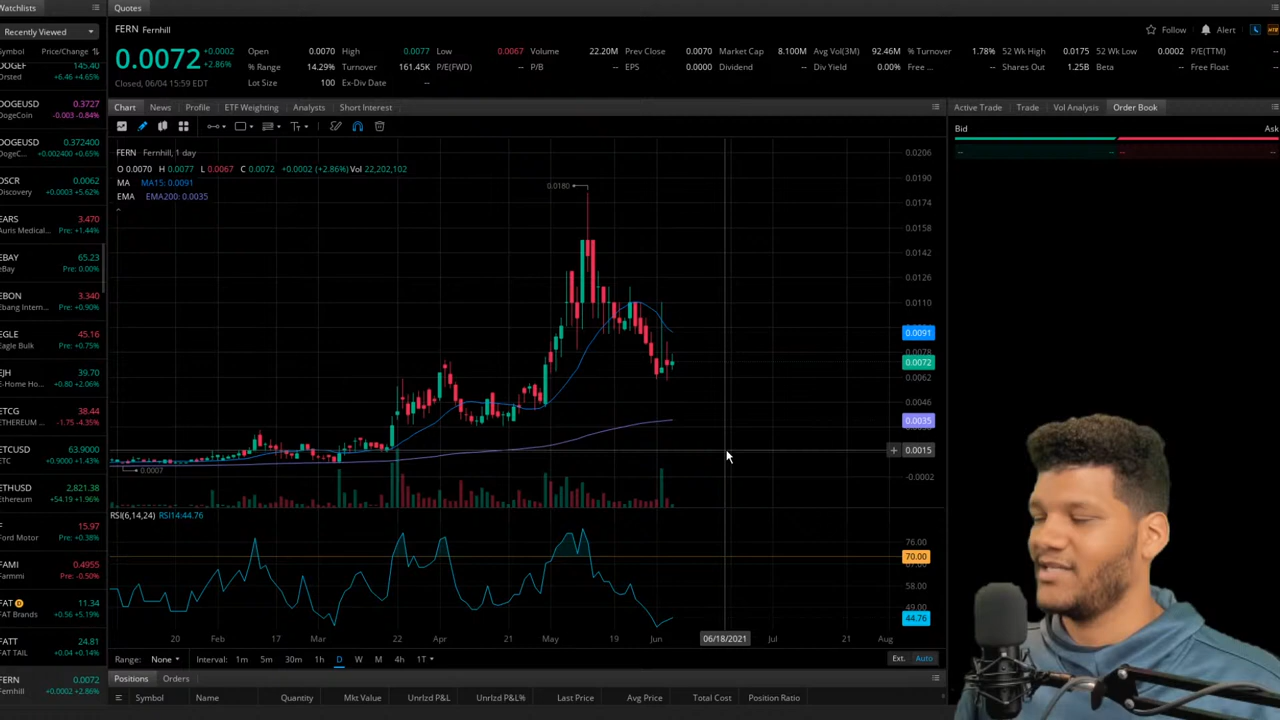 Watchlists
Quotes
Recently Viewed
Symbol Price/Change
DOGEF 145.40
Orsted +6.46 +4.65%
DOGEUSD 0.3727
DogeCoin -0.003 -0.84%
DOGEUSD 0.372400
DogeC... +0.002400 +0.65%
DSCR 0.0062
Discovery +0.0003 +5.62%
EARS 3.470
Auris Medical... Pre: +1.44%
EBAY 65.23
eBay Pre: 0.00%
EBON 3.340
Ebang Intern... Pre: +0.90%
EGLE 45.16
Eagle Bulk Pre: +0.75%
EJH 39.70
E-Home Ho... +0.80 +2.06%
ETCG 38.44
ETHEREUM ... -1.75 -4.35%
ETCUSD 63.9000
ETC +0.9000 +1.43%
ETHUSD 2,821.38
Ethereum +54.19 +1.96%
F 15.97
Ford Motor Pre: +0.38%
FAMI 0.4955
Farmmi Pre: -0.50%
FAT D 11.34
FAT Brands +0.56 +5.19%
FATT 24.81
FAT TAIL +0.04 +0.14%
FERN 0.0072
Fernhill +0.0002 +2.86%
FERN Fernhill
Follow Alert
0.0072 +0.0002
+2.86%
Closed, 06/04 15:59 EDT
Open 0.0070 High 0.0077 Low 0.0067 Volume 22.20M Prev Close 0.0070 Market Cap 8.100M Avg Vol(3M) 92.46M % Turnover 1.78% 52 Wk High 0.0175 52 Wk Low 0.0002 P/E(TTM) --
% Range 14.29% Turnover 161.45K P/E(FWD) -- P/B -- EPS 0.0000 Dividend -- Div Yield 0.00% Free ... -- Shares Out 1.25B Beta -- Free Float --
Lot Size 100 Ex-Div Date --
Chart News Profile ETF Weighting Analysts Short Interest
Active Trade Trade Vol Analysis Order Book
Bid Ask
-- -- -- --
FERN Fernhill, 1 day
O 0.0070 H 0.0077 L 0.0067 C 0.0072 +0.0002 (+2.86%) Vol 22,202,102
MA MA15: 0.0091
EMA EMA200: 0.0035
0.0180
0.0007
0.0206
0.0190
0.0174
0.0158
0.0142
0.0126
0.0110
0.0091
0.0078
0.0072
0.0062
0.0046
0.0035
0.0015
-0.0002
RSI(6,14,24) RSI14:44.76
76.00
70.00
58.00
49.00
44.76
20 Feb 17 Mar 22 Apr 21 May 19 Jun 06/18/2021 Jul 21 Aug
Range: None Interval: 1m 5m 30m 1h D W M 4h 1T Ext. Auto
Positions Orders
Symbol Name Quantity Mkt Value Unrlzd P&L Unrlzd P&L% Last Price Avg Price Total Cost Position Ratio